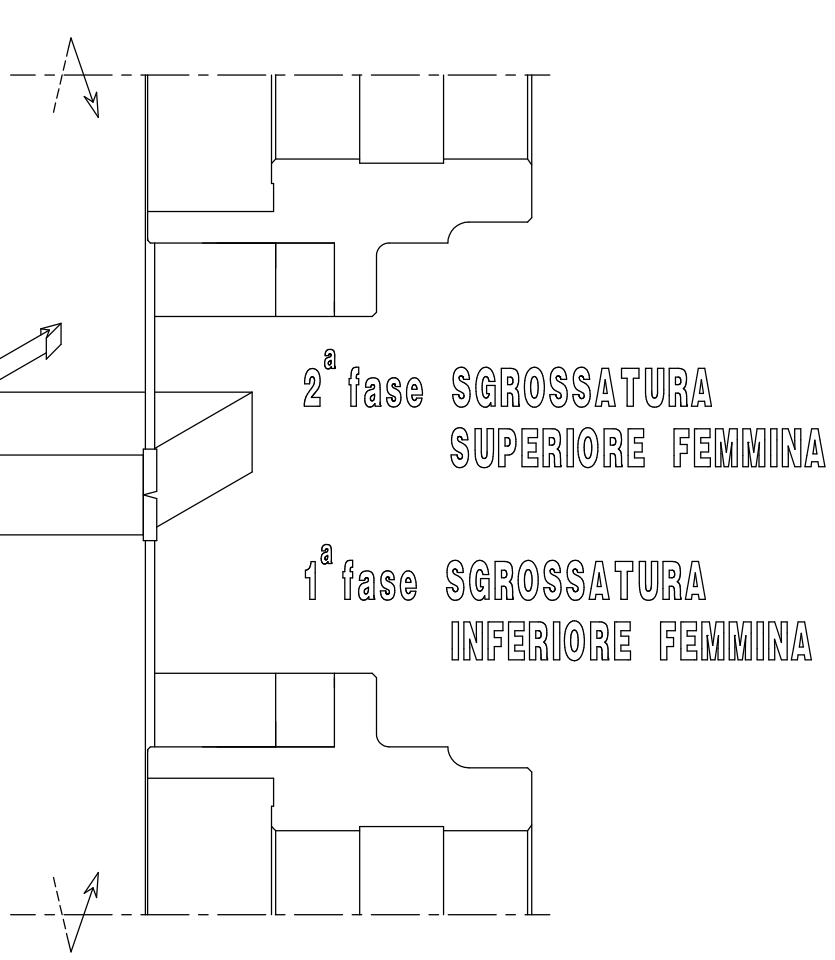 2ª fase SGROSSATURA
SUPERIORE FEMMINA
1ª fase SGROSSATURA
INFERIORE FEMMINA